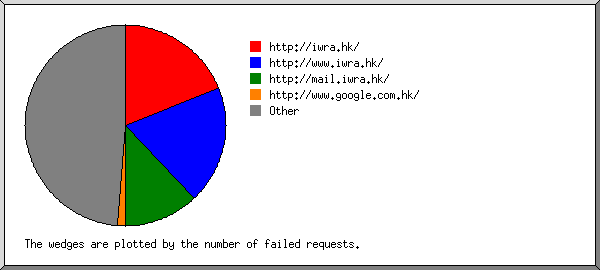 http://iwra.hk/
http://www.iwra.hk/
http://mail.iwra.hk/
http://www.google.com.hk/
Other
The wedges are plotted by the number of failed requests.